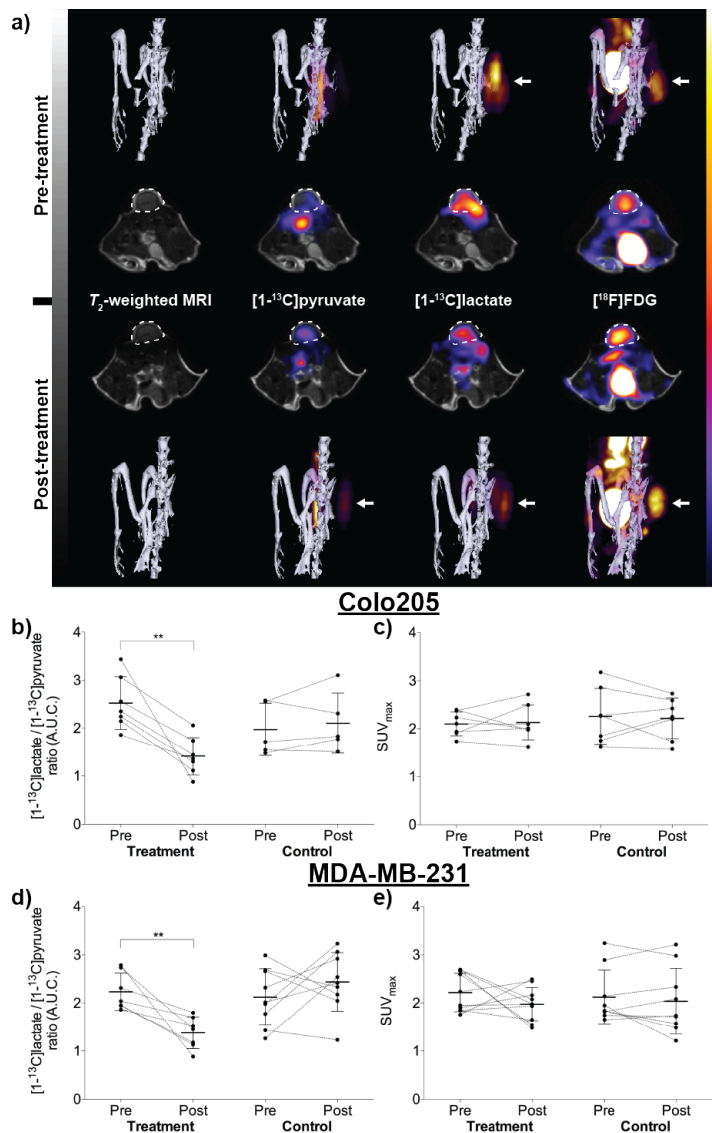 a)
Pre-treatment
T2-weighted MRI [1-13C]pyruvate [1-13C]lactate [18F]FDG
Post-treatment
Colo205
b)
[1-13C]lactate / [1-13C]pyruvate
ratio (A.U.C.)
4
3
2
1
0
**
Pre Post Pre Post
Treatment Control
c)
SUVmax
4
3
2
1
0
Pre Post Pre Post
Treatment Control
MDA-MB-231
d)
[1-13C]lactate / [1-13C]pyruvate
ratio (A.U.C.)
4
3
2
1
0
**
Pre Post Pre Post
Treatment Control
e)
SUVmax
4
3
2
1
0
Pre Post Pre Post
Treatment Control